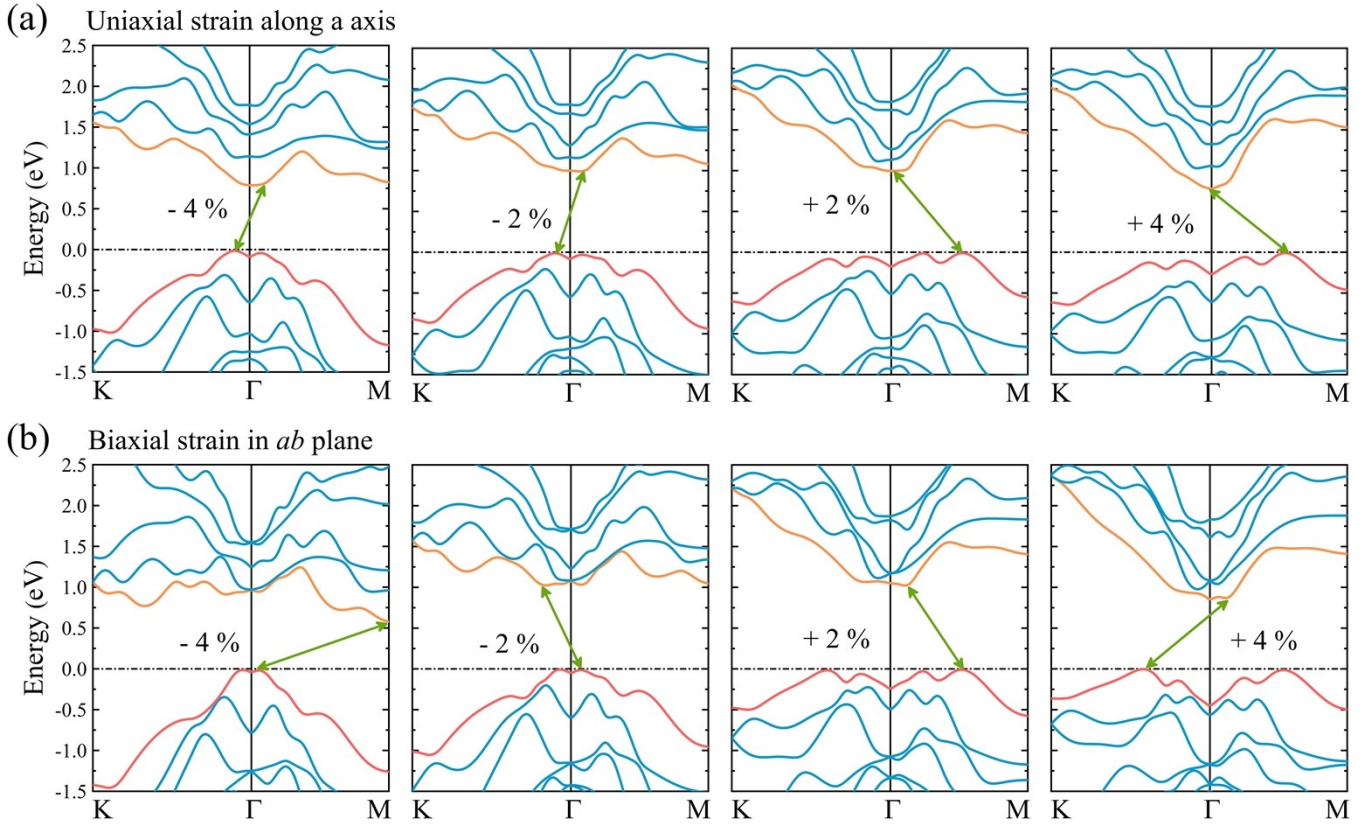 (a) Uniaxial strain along a axis
Energy (eV)
2.5
2.0
1.5
1.0
0.5
0.0
-0.5
-1.0
-1.5
- 4 %
- 2 %
+ 2 %
+ 4 %
K Γ M K Γ M K Γ M K Γ M
(b) Biaxial strain in ab plane
Energy (eV)
2.5
2.0
1.5
1.0
0.5
0.0
-0.5
-1.0
-1.5
- 4 %
- 2 %
+ 2 %
+ 4 %
K Γ M K Γ M K Γ M K Γ M